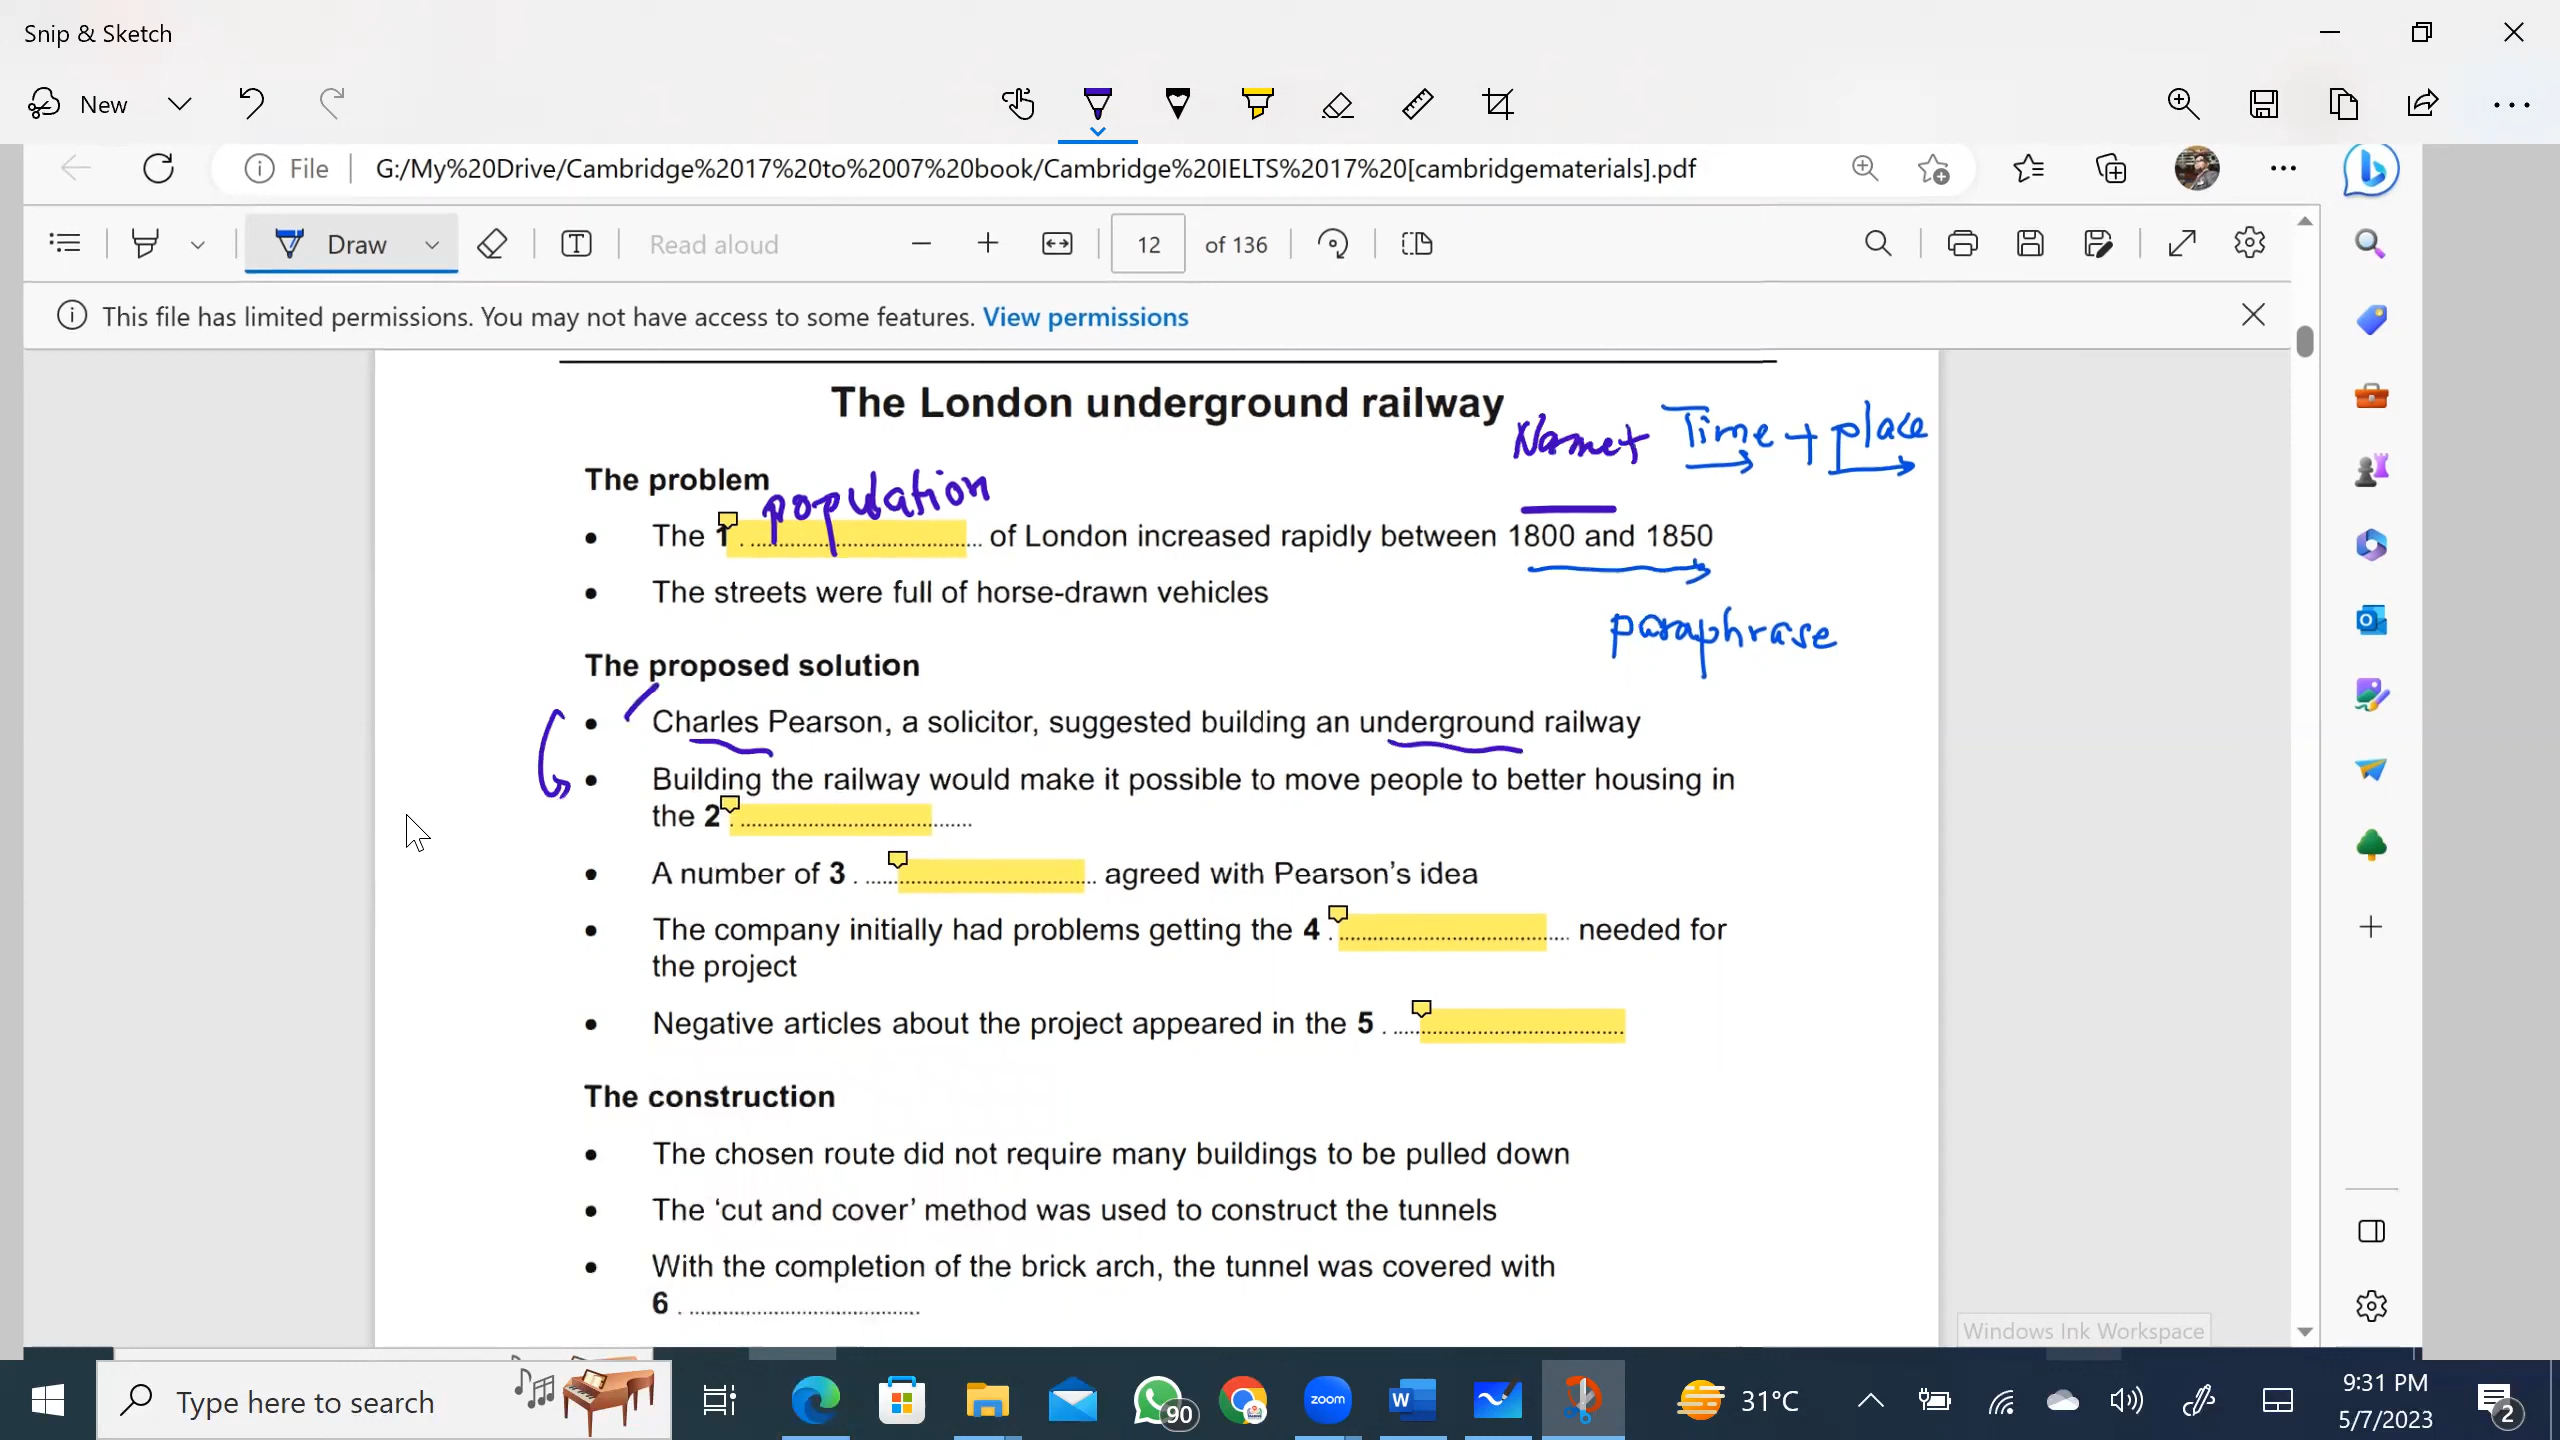 Snip & Sketch
New
File G:/My%20Drive/Cambridge%2017%20to%2007%20book/Cambridge%20IELTS%2017%20[cambridgematerials].pdf
Draw Read aloud 12 of 136
This file has limited permissions. You may not have access to some features. View permissions
The London underground railway
Name+ Time + place
The problem
population
• The 1 . .................................. of London increased rapidly between 1800 and 1850
• The streets were full of horse-drawn vehicles
paraphrase
The proposed solution
• Charles Pearson, a solicitor, suggested building an underground railway
• Building the railway would make it possible to move people to better housing in
the 2 . ..................................
• A number of 3 . .................................. agreed with Pearson’s idea
• The company initially had problems getting the 4 . .................................. needed for
the project
• Negative articles about the project appeared in the 5 . ..................................
The construction
• The chosen route did not require many buildings to be pulled down
• The ‘cut and cover’ method was used to construct the tunnels
• With the completion of the brick arch, the tunnel was covered with
6 . ..................................
Windows Ink Workspace
Type here to search
zoom
90
31°C
9:31 PM
5/7/2023
2